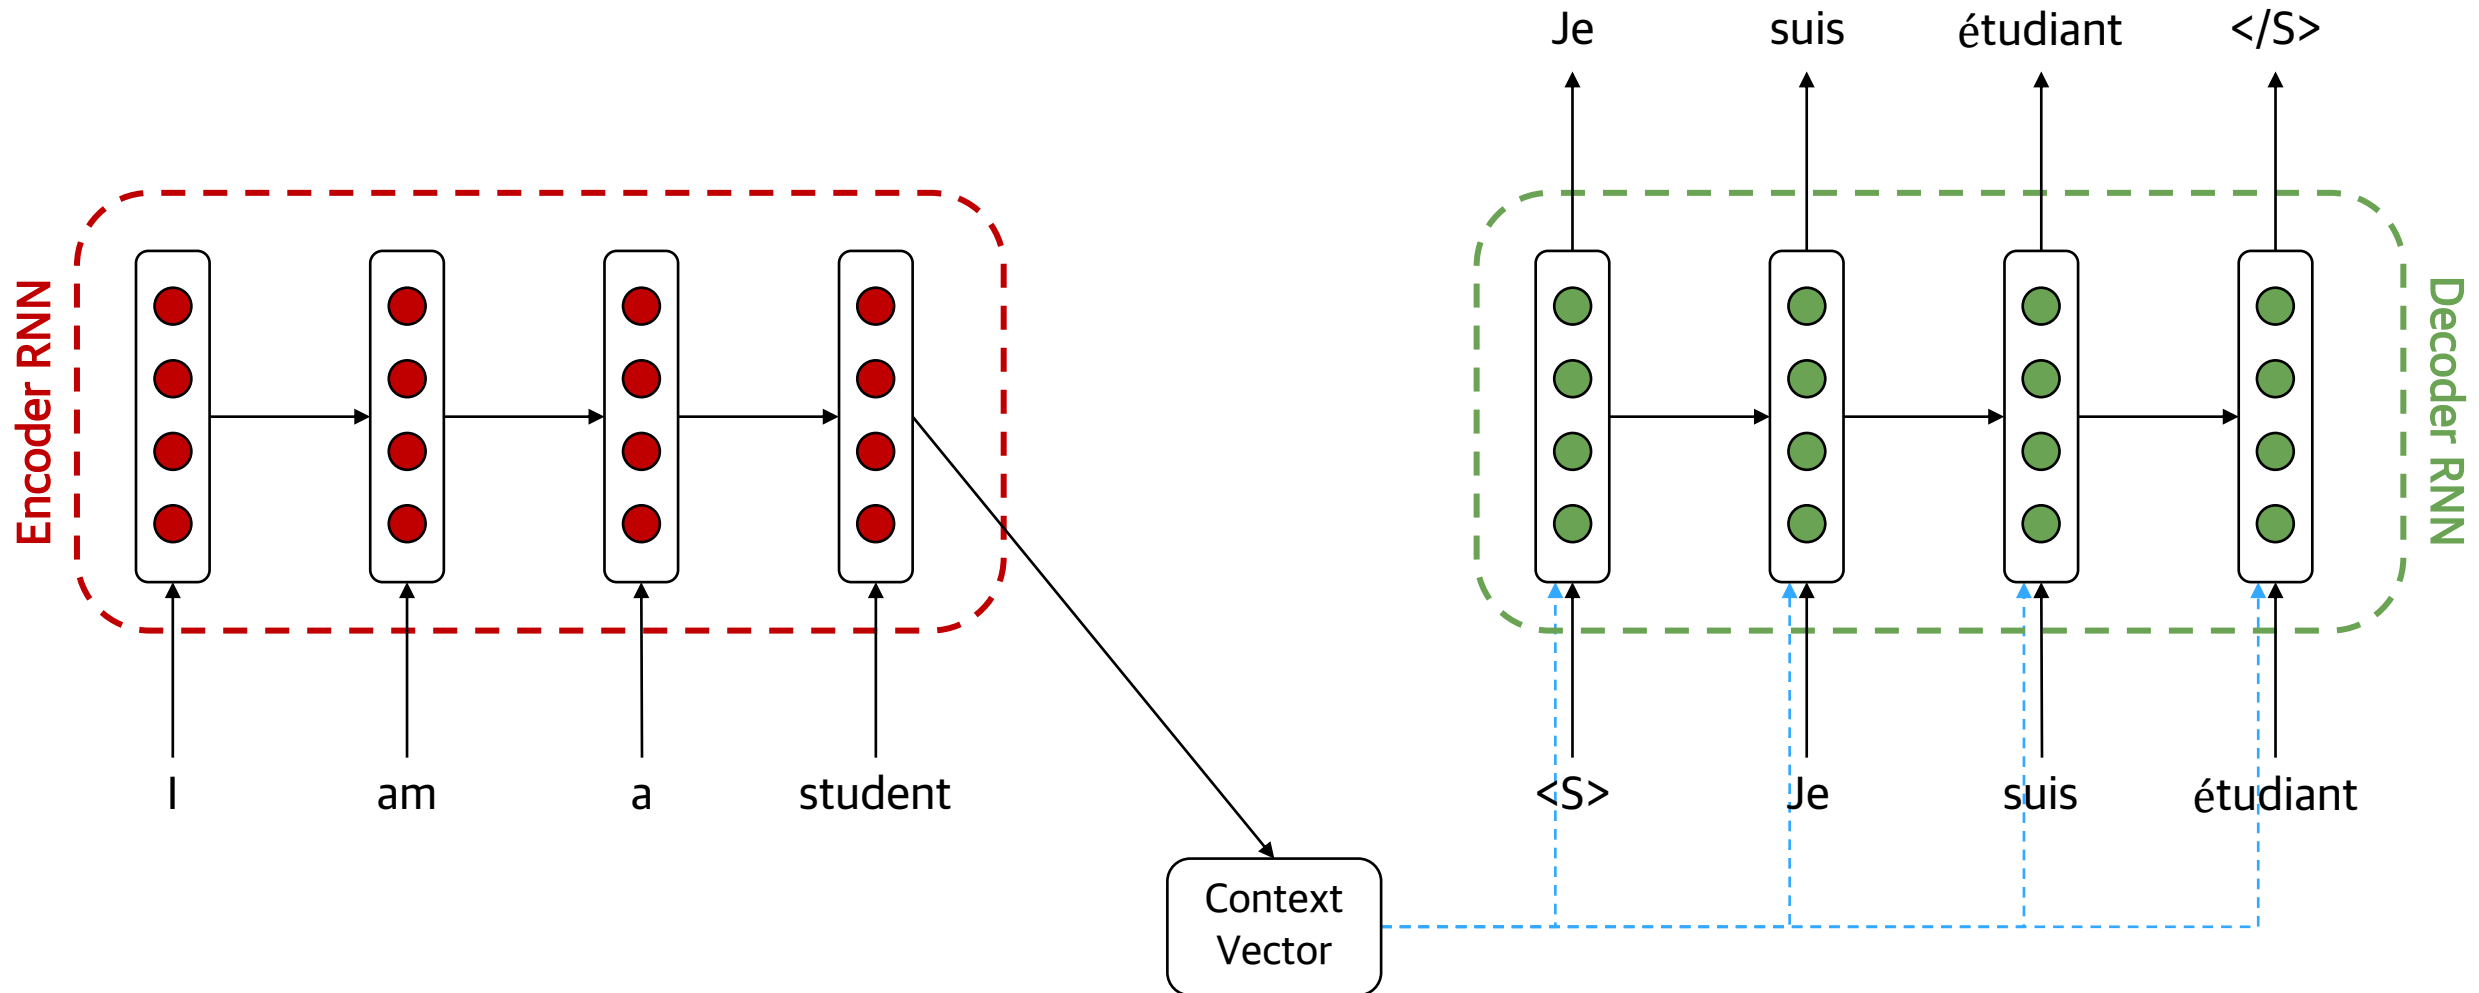 Je suis étudiant </S>
Encoder RNN
Decoder RNN
I am a student
<S> Je suis étudiant
Context
Vector